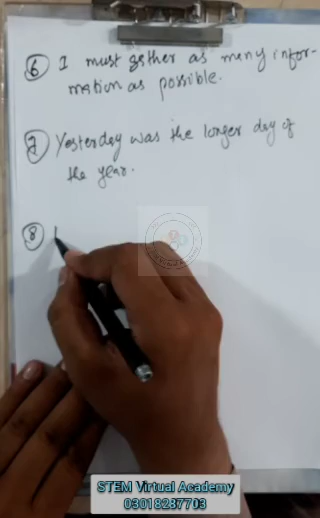 6 I must gather as many infor-
mation as possible.
7 Yesterday was the longer day of
the year.
8
STEM Virtual Academy
03018287703